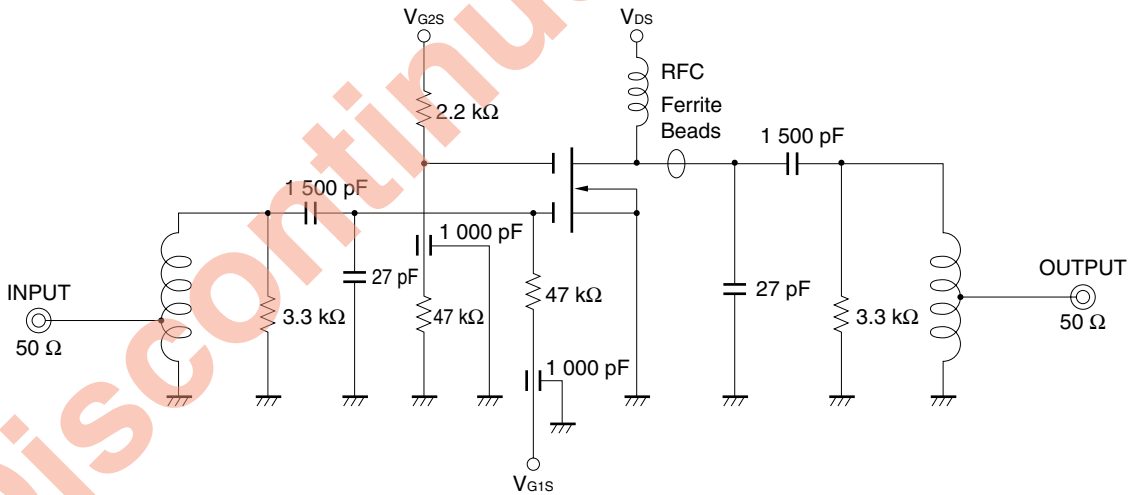 VG2S
VDS
RFC
Ferrite
Beads
2.2 kΩ
1 500 pF
1 500 pF
1 000 pF
27 pF
47 kΩ
27 pF
OUTPUT
50 Ω
INPUT
50 Ω
3.3 kΩ
47 kΩ
3.3 kΩ
1 000 pF
VG1S
Discontinu